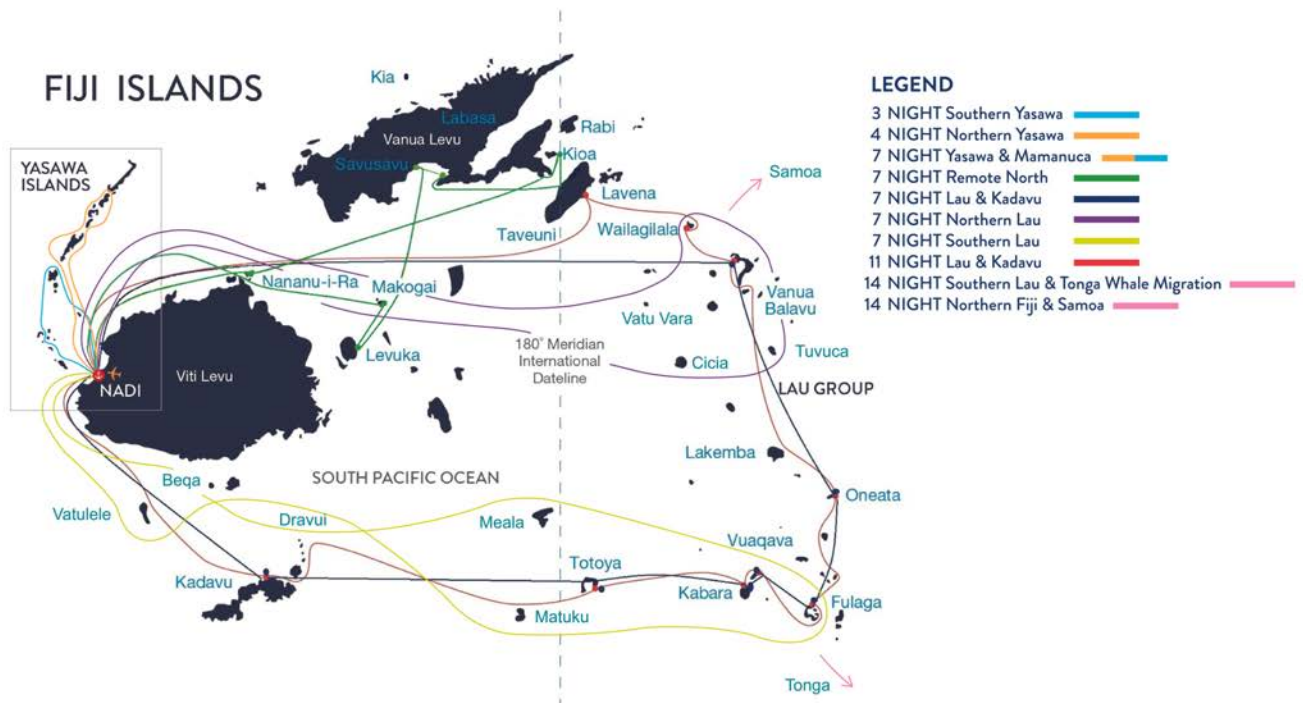 FIJI ISLANDS
Kia
Labasa
Vanua Levu
Savusavu
Rabi
Kioa
YASAWA
ISLANDS
Lavena
Samoa
Taveuni
Wailagilala
Nananu-i-Ra
Makogai
Vanua
Balavu
Vatu Vara
Levuka
180° Meridian
International
Dateline
Tuvuca
Cicia
Viti Levu
NADI
LAU GROUP
Lakemba
SOUTH PACIFIC OCEAN
Beqa
Oneata
Vatulele
Dravui
Meala
Vuaqava
Kadavu
Totoya
Kabara
Fulaga
Matuku
Tonga
LEGEND
3 NIGHT Southern Yasawa
4 NIGHT Northern Yasawa
7 NIGHT Yasawa & Mamanuca
7 NIGHT Remote North
7 NIGHT Lau & Kadavu
7 NIGHT Northern Lau
7 NIGHT Southern Lau
11 NIGHT Lau & Kadavu
14 NIGHT Southern Lau & Tonga Whale Migration
14 NIGHT Northern Fiji & Samoa